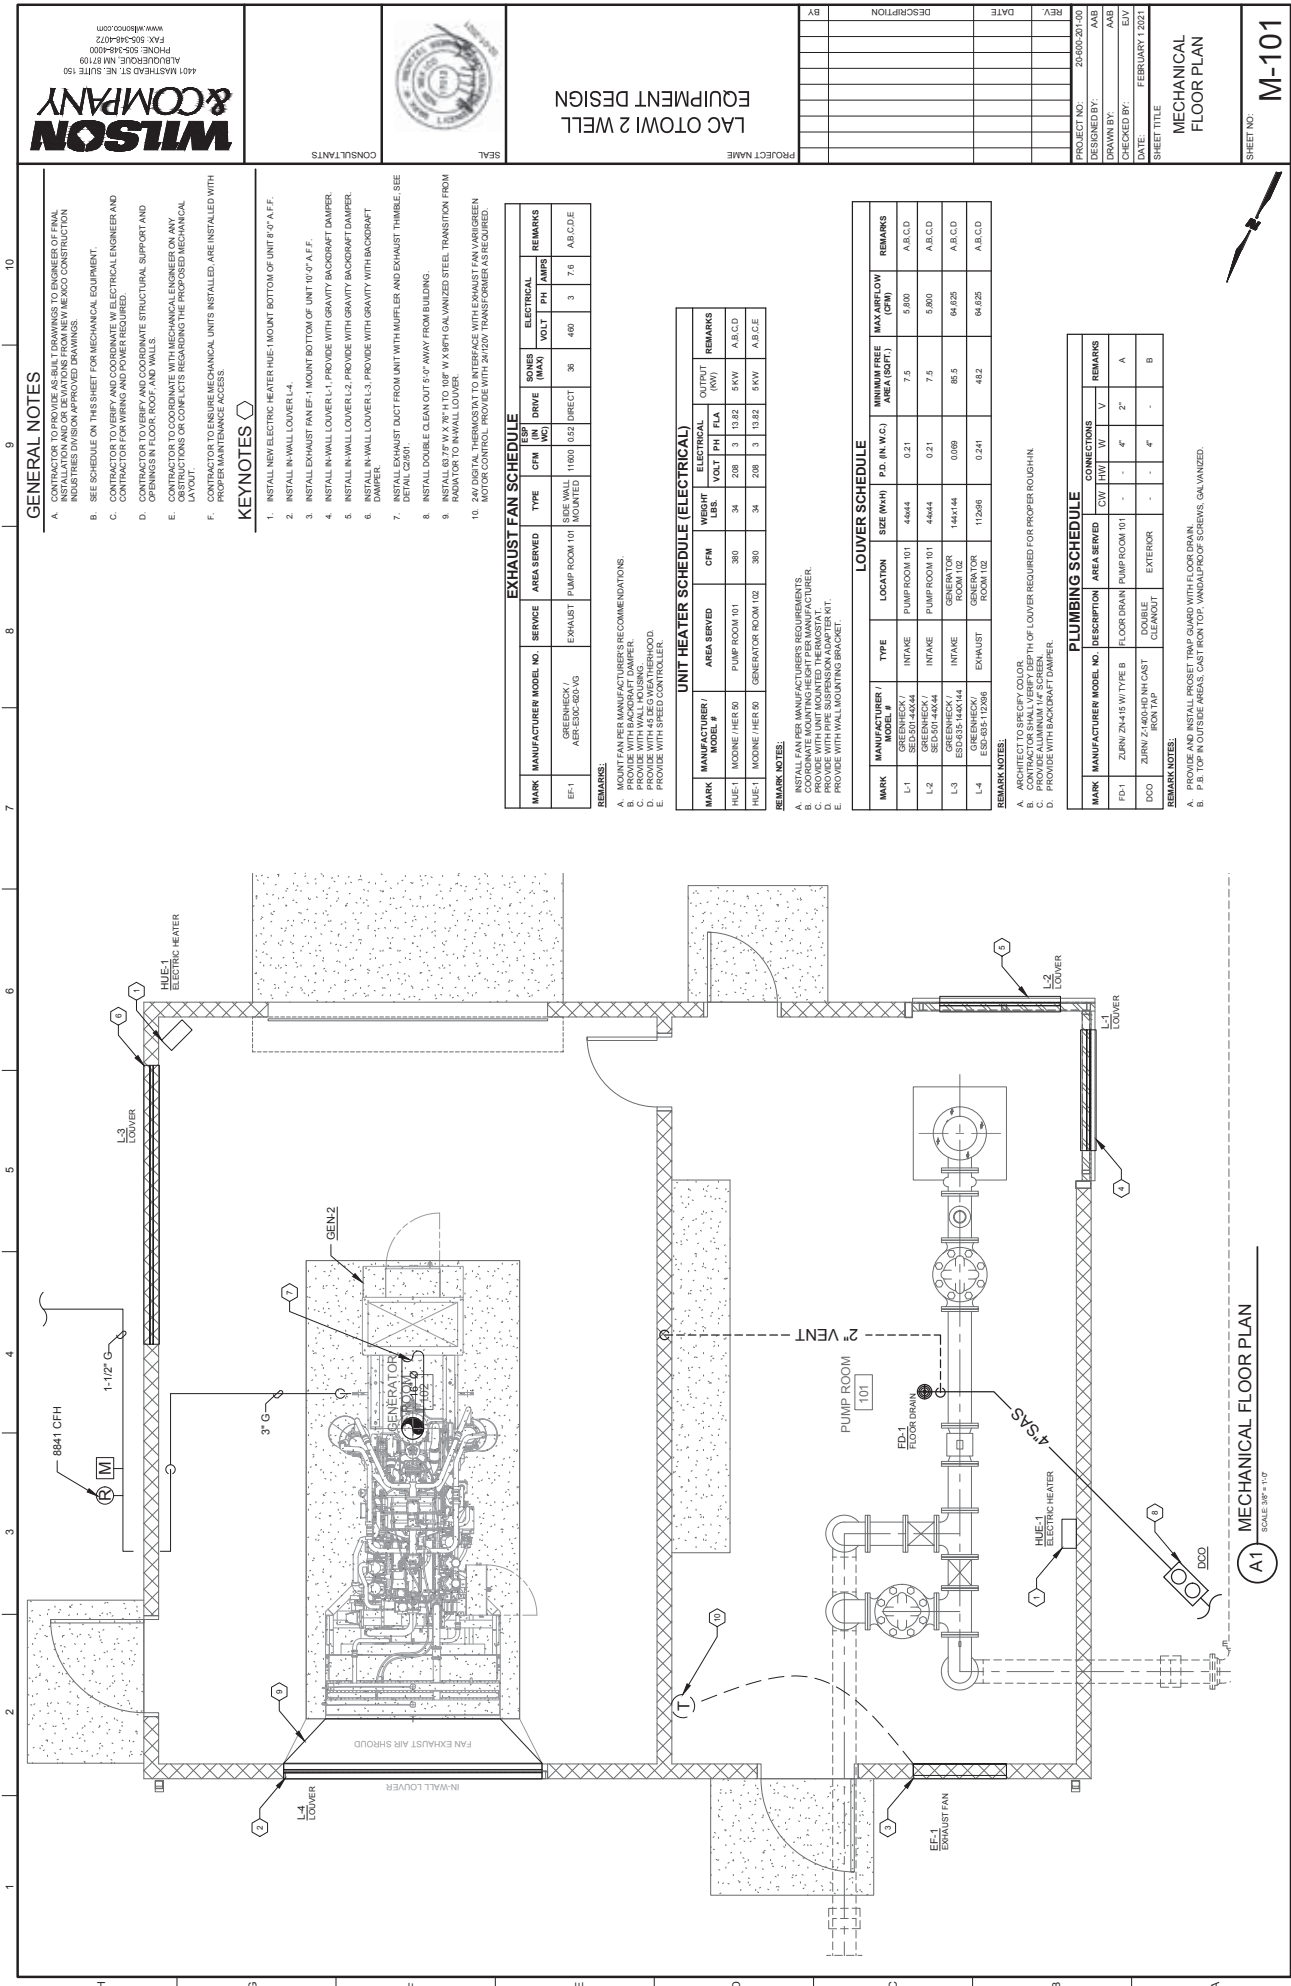 GENERAL NOTES
A. CONTRACTOR TO PROVIDE AS-BUILT DRAWINGS TO ENGINEER OF FINAL
INSTALLATION AND OR DEVIATIONS FROM NEW MEXICO CONSTRUCTION
INDUSTRIES DIVISION APPROVED DRAWINGS.
B. SEE SCHEDULE ON THIS SHEET FOR MECHANICAL EQUIPMENT.
C. CONTRACTOR TO VERIFY AND COORDINATE W/ ELECTRICAL ENGINEER AND
CONTRACTOR FOR WIRING AND POWER REQUIRED.
D. CONTRACTOR TO VERIFY AND COORDINATE STRUCTURAL SUPPORT AND
OPENINGS IN FLOOR, ROOF, AND WALLS.
E. CONTRACTOR TO COORDINATE WITH MECHANICAL ENGINEER ON ANY
OBSTRUCTIONS OR CONFLICTS REGARDING THE PROPOSED MECHANICAL
LAYOUT.
F. CONTRACTOR TO ENSURE MECHANICAL UNITS INSTALLED, ARE INSTALLED WITH
PROPER MAINTENANCE ACCESS.
KEYNOTES
1. INSTALL NEW ELECTRIC HEATER HUE-1 MOUNT BOTTOM OF UNIT 8'-0" A.F.F.
2. INSTALL IN-WALL LOUVER L-4.
3. INSTALL EXHAUST FAN EF-1 MOUNT BOTTOM OF UNIT 10'-0" A.F.F.
4. INSTALL IN-WALL LOUVER L-1, PROVIDE WITH GRAVITY BACKDRAFT DAMPER.
5. INSTALL IN-WALL LOUVER L-2, PROVIDE WITH GRAVITY BACKDRAFT DAMPER.
6. INSTALL IN-WALL LOUVER L-3, PROVIDE WITH GRAVITY WITH BACKDRAFT
DAMPER.
7. INSTALL EXHAUST DUCT FROM UNIT WITH MUFFLER AND EXHAUST THIMBLE, SEE
DETAIL C2/501.
8. INSTALL DOUBLE CLEAN OUT 5'-0" AWAY FROM BUILDING.
9. INSTALL 63.75" W X 76" H TO 108" W X 96"H GALVANIZED STEEL TRANSITION FROM
RADIATOR TO IN-WALL LOUVER.
10. 24V DIGITAL THERMOSTAT TO INTERFACE WITH EXHAUST FAN VARIGREEN
MOTOR CONTROL. PROVIDE WITH 24/120V TRANSFORMER AS REQUIRED.
EXHAUST FAN SCHEDULE
MARK MANUFACTURER/ MODEL NO. SERVICE AREA SERVED TYPE CFM ESP (IN WC) DRIVE SONES (MAX) ELECTRICAL VOLT PH AMPS REMARKS
EF-1 GREENHECK / AER-E30C-620-VG EXHAUST PUMP ROOM 101 SIDE WALL MOUNTED 11600 0.52 DIRECT 36 460 3 7.6 A,B,C,D,E
REMARKS:
A. MOUNT FAN PER MANUFACTURER'S RECOMMENDATIONS.
B. PROVIDE WITH BACKDRAFT DAMPER.
C. PROVIDE WITH WALL HOUSING.
D. PROVIDE WITH 45 DEG WEATHERHOOD.
E. PROVIDE WITH SPEED CONTROLLER.
UNIT HEATER SCHEDULE (ELECTRICAL)
MARK MANUFACTURER / MODEL # AREA SERVED CFM WEIGHT LBS. ELECTRICAL VOLT PH FLA OUTPUT (KW) REMARKS
HUE-1 MODINE / HER 50 PUMP ROOM 101 380 34 208 3 13.82 5 KW A,B,C,D
HUE-1 MODINE / HER 50 GENERATOR ROOM 102 380 34 208 3 13.82 5 KW A,B,C,E
REMARK NOTES:
A. INSTALL FAN PER MANUFACTURER'S REQUIREMENTS.
B. COORDINATE MOUNTING HEIGHT PER MANUFACTURER.
C. PROVIDE WITH UNIT MOUNTED THERMOSTAT.
D. PROVIDE WITH PIPE SUSPENSION ADAPTER KIT.
E. PROVIDE WITH WALL MOUNTING BRACKET.
LOUVER SCHEDULE
MARK MANUFACTURER / MODEL # TYPE LOCATION SIZE (WxH) P.D. (IN. W.C.) MINIMUM FREE AREA (SQFT.) MAX AIRFLOW (CFM) REMARKS
L-1 GREENHECK / SED-501-44X44 INTAKE PUMP ROOM 101 44x44 0.21 7.5 5,800 A,B,C,D
L-2 GREENHECK / SED-501-44X44 INTAKE PUMP ROOM 101 44x44 0.21 7.5 5,800 A,B,C,D
L-3 GREENHECK / ESD-635-144X144 INTAKE GENERATOR ROOM 102 144x144 0.069 86.5 64,625 A,B,C,D
L-4 GREENHECK / ESD-635-112X96 EXHAUST GENERATOR ROOM 102 112x96 0.241 48.2 64,625 A,B,C,D
REMARK NOTES:
A. ARCHITECT TO SPECIFY COLOR.
B. CONTRACTOR SHALL VERIFY DEPTH OF LOUVER REQUIRED FOR PROPER ROUGH-IN.
C. PROVIDE ALUMINUM 1/4" SCREEN.
D. PROVIDE WITH BACKDRAFT DAMPER.
PLUMBING SCHEDULE
MARK MANUFACTURER/ MODEL NO. DESCRIPTION AREA SERVED CONNECTIONS CW HW W V REMARKS
FD-1 ZURN/ ZN-415 W/ TYPE B FLOOR DRAIN PUMP ROOM 101 - - 4" 2" A
DCO ZURN/ Z-1400-HD NH CAST IRON TAP DOUBLE CLEANOUT EXTERIOR - - 4" - B
REMARK NOTES:
A. PROVIDE AND INSTALL PROSET TRAP GUARD WITH FLOOR DRAIN.
B. P.B. TOP IN OUTSIDE AREAS, CAST IRON TOP, VANDALPROOF SCREWS, GALVANIZED.
8841 CFH
R
M
1-1/2" G
3" G
L-3
LOUVER
6
1
HUE-1
ELECTRIC HEATER
GEN-2
7
GENERATOR
ROOM
16" Ø
102
9
FAN EXHAUST AIR SHROUD
IN-WALL LOUVER
2
L-4
LOUVER
2" VENT
PUMP ROOM
101
FD-1
FLOOR DRAIN
4"SAS
T
10
3
EF-1
EXHAUST FAN
1
HUE-1
ELECTRIC HEATER
8
DCO
5
L-2
LOUVER
L-1
LOUVER
4
A1
MECHANICAL FLOOR PLAN
SCALE: 3/8" = 1'-0"
N
1 2 3 4 5 6 7 8 9 10
H
G
F
E
D
C
B
A
WILSON
&COMPANY
4401 MASTHEAD ST. NE, SUITE 150
ALBUQUERQUE, NM 87109
PHONE: 505-348-4000
FAX: 505-348-4072
www.wilsonco.com
CONSULTANTS
SEAL
PROJECT NAME
LAC OTOWI 2 WELL
EQUIPMENT DESIGN
REV. DATE DESCRIPTION BY
PROJECT NO: 20-600-201-00
DESIGNED BY: AAB
DRAWN BY: AAB
CHECKED BY: EJV
DATE: FEBRUARY 1 2021
SHEET TITLE
MECHANICAL
FLOOR PLAN
SHEET NO:
M-101